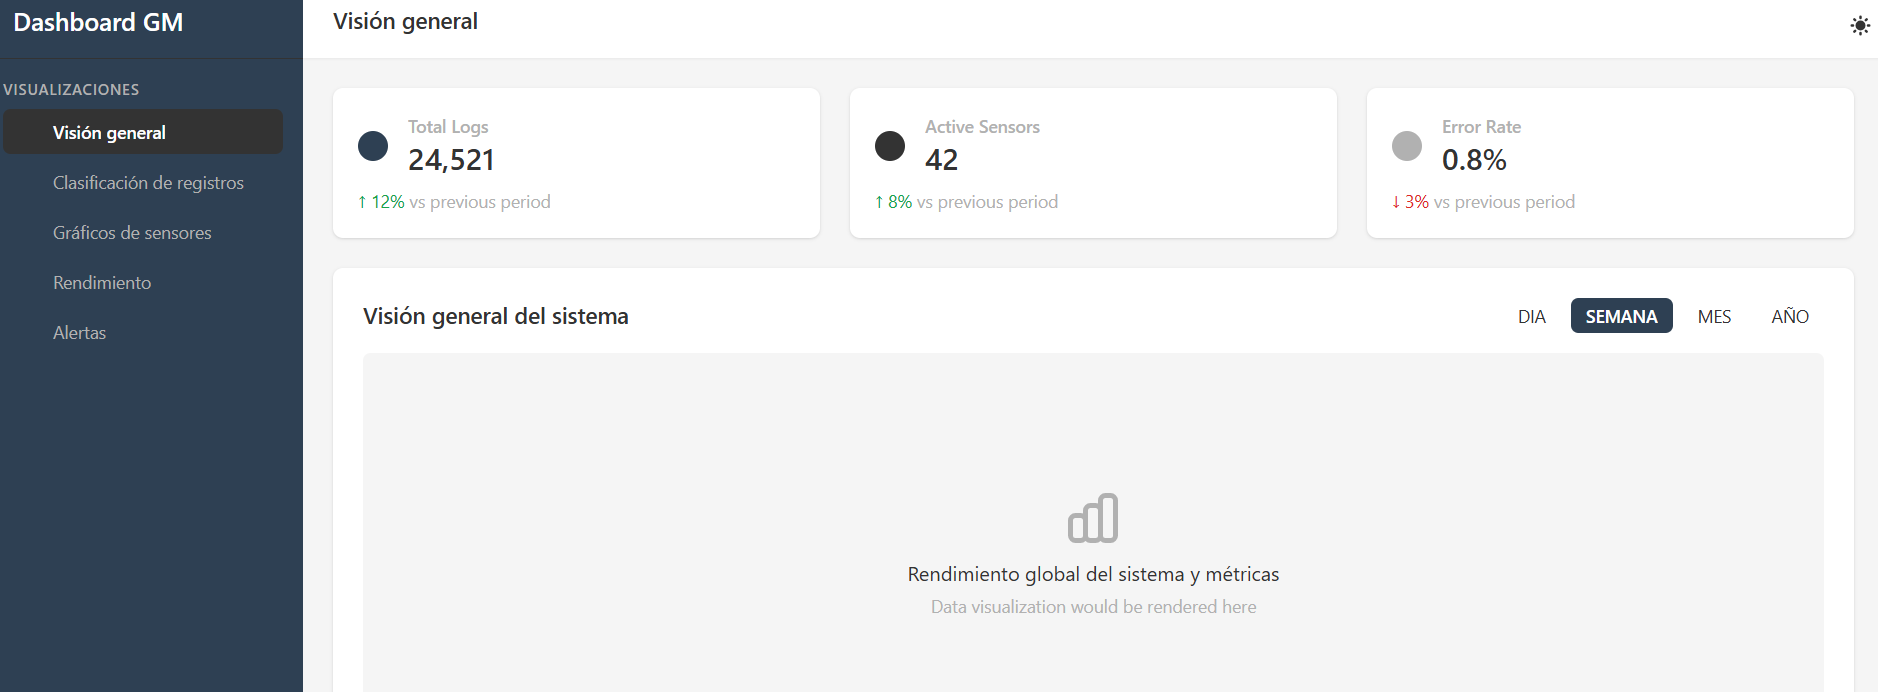 Dashboard GM
VISUALIZACIONES
Visión general
Clasificación de registros
Gráficos de sensores
Rendimiento
Alertas
Visión general
Total Logs
24,521
↑ 12% vs previous period
Active Sensors
42
↑ 8% vs previous period
Error Rate
0.8%
↓ 3% vs previous period
Visión general del sistema
DIA SEMANA MES AÑO
Rendimiento global del sistema y métricas
Data visualization would be rendered here